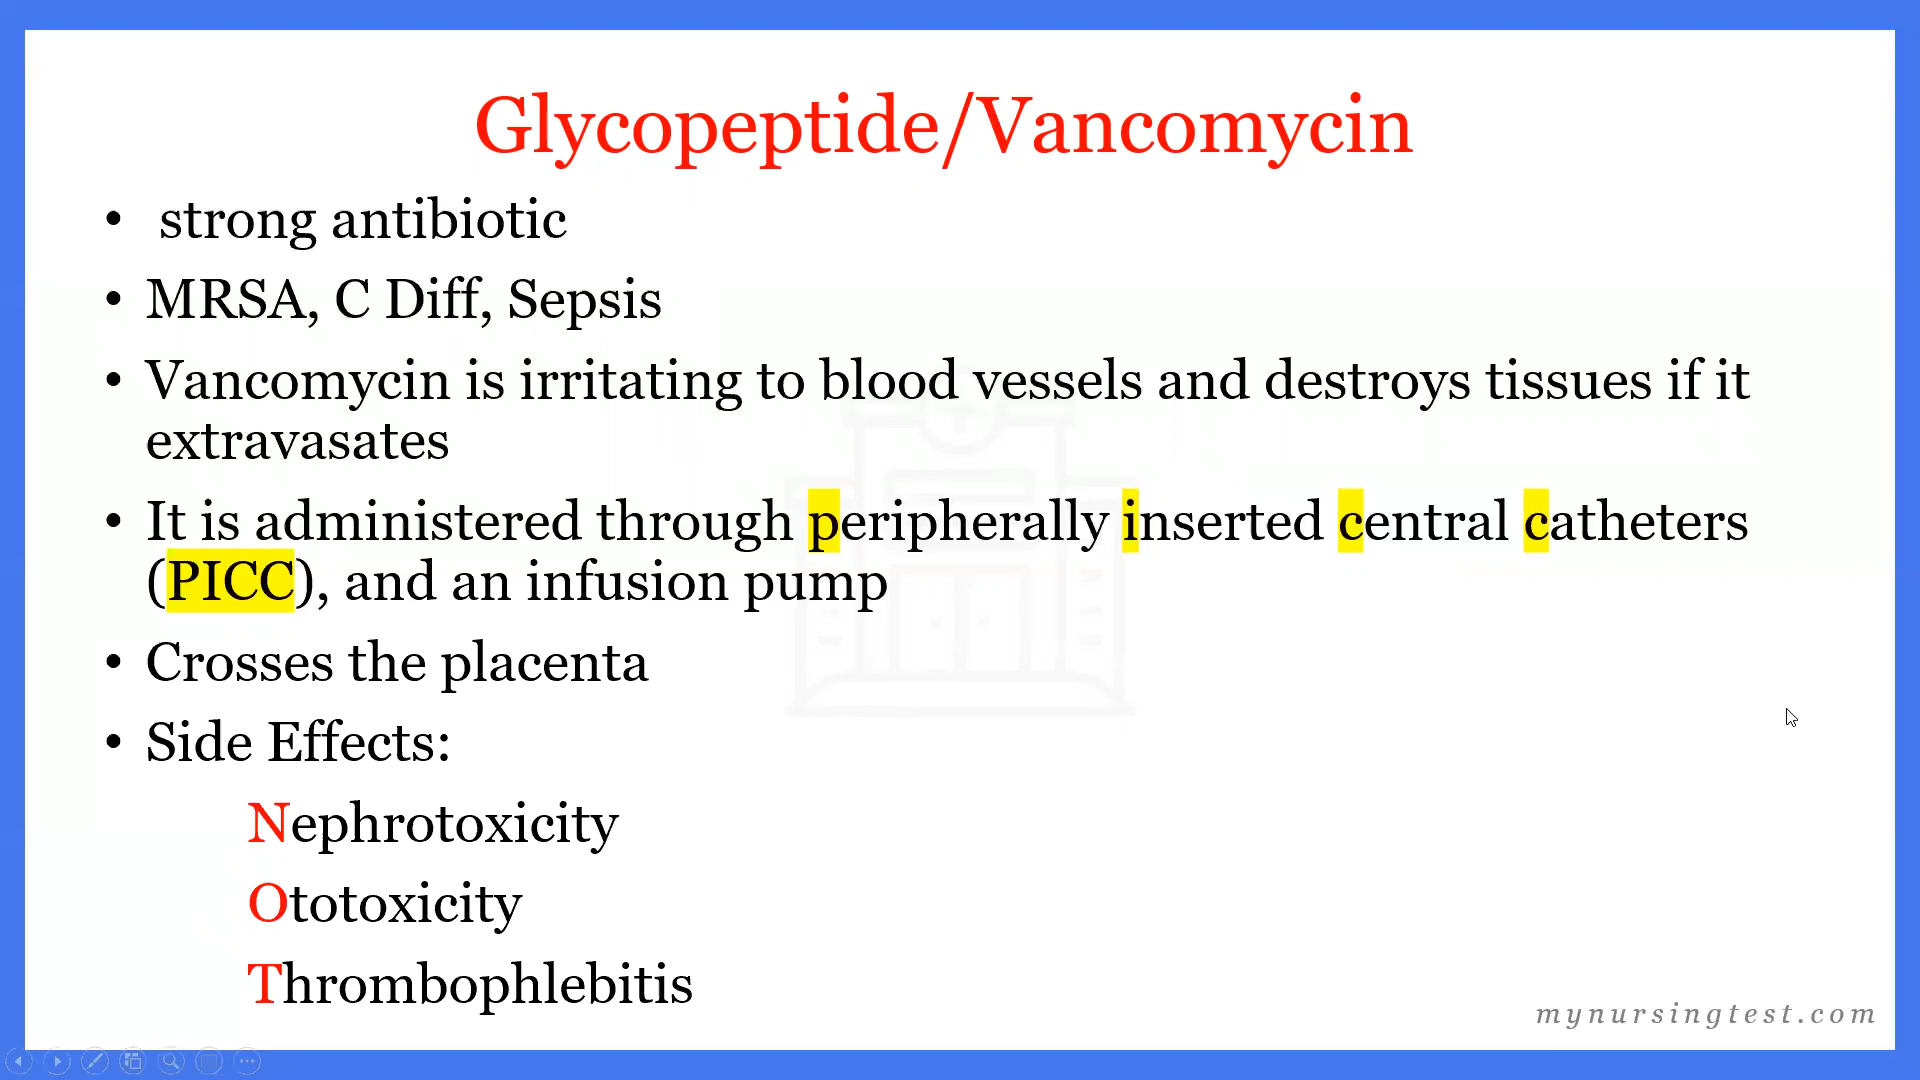 Glycopeptide/Vancomycin
• strong antibiotic
• MRSA, C Diff, Sepsis
• Vancomycin is irritating to blood vessels and destroys tissues if it
extravasates
• It is administered through peripherally inserted central catheters
(PICC), and an infusion pump
• Crosses the placenta
• Side Effects:
Nephrotoxicity
Ototoxicity
Thrombophlebitis
mynursingtest.com